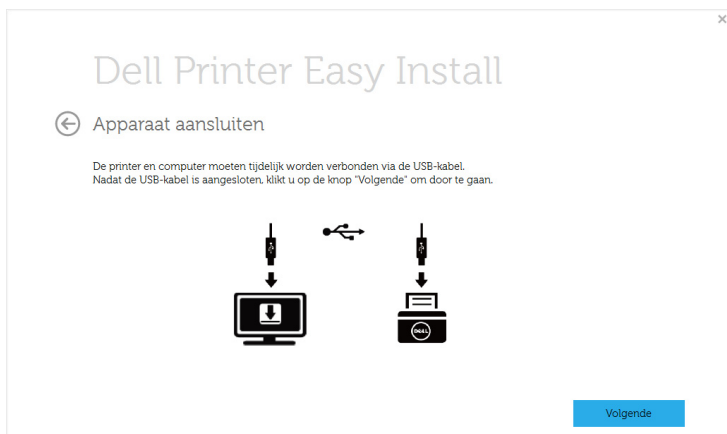 Dell Printer Easy Install
Apparaat aansluiten
De printer en computer moeten tijdelijk worden verbonden via de USB-kabel.
Nadat de USB-kabel is aangesloten, klikt u op de knop "Volgende" om door te gaan.
DELL
Volgende